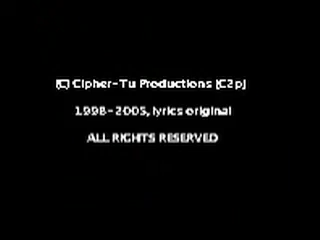 (C) Cipher-Tu Productions [C2p]
1998-2005, lyrics original
ALL RIGHTS RESERVED